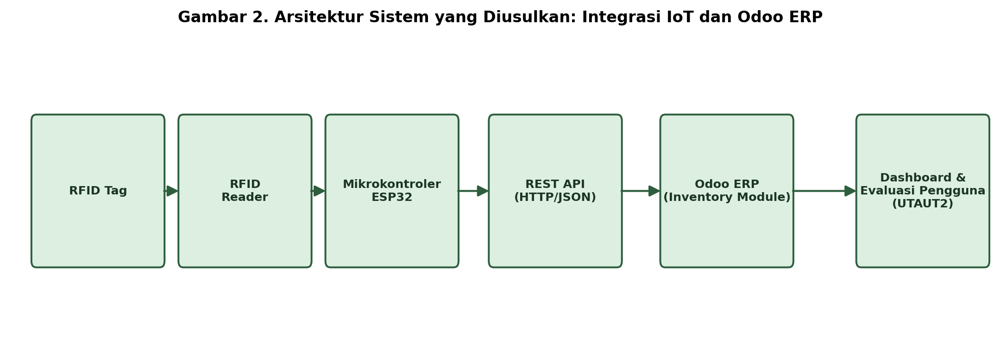 Gambar 2. Arsitektur Sistem yang Diusulkan: Integrasi IoT dan Odoo ERP
RFID Tag
RFID
Reader
Mikrokontroler
ESP32
REST API
(HTTP/JSON)
Odoo ERP
(Inventory Module)
Dashboard &
Evaluasi Pengguna
(UTAUT2)